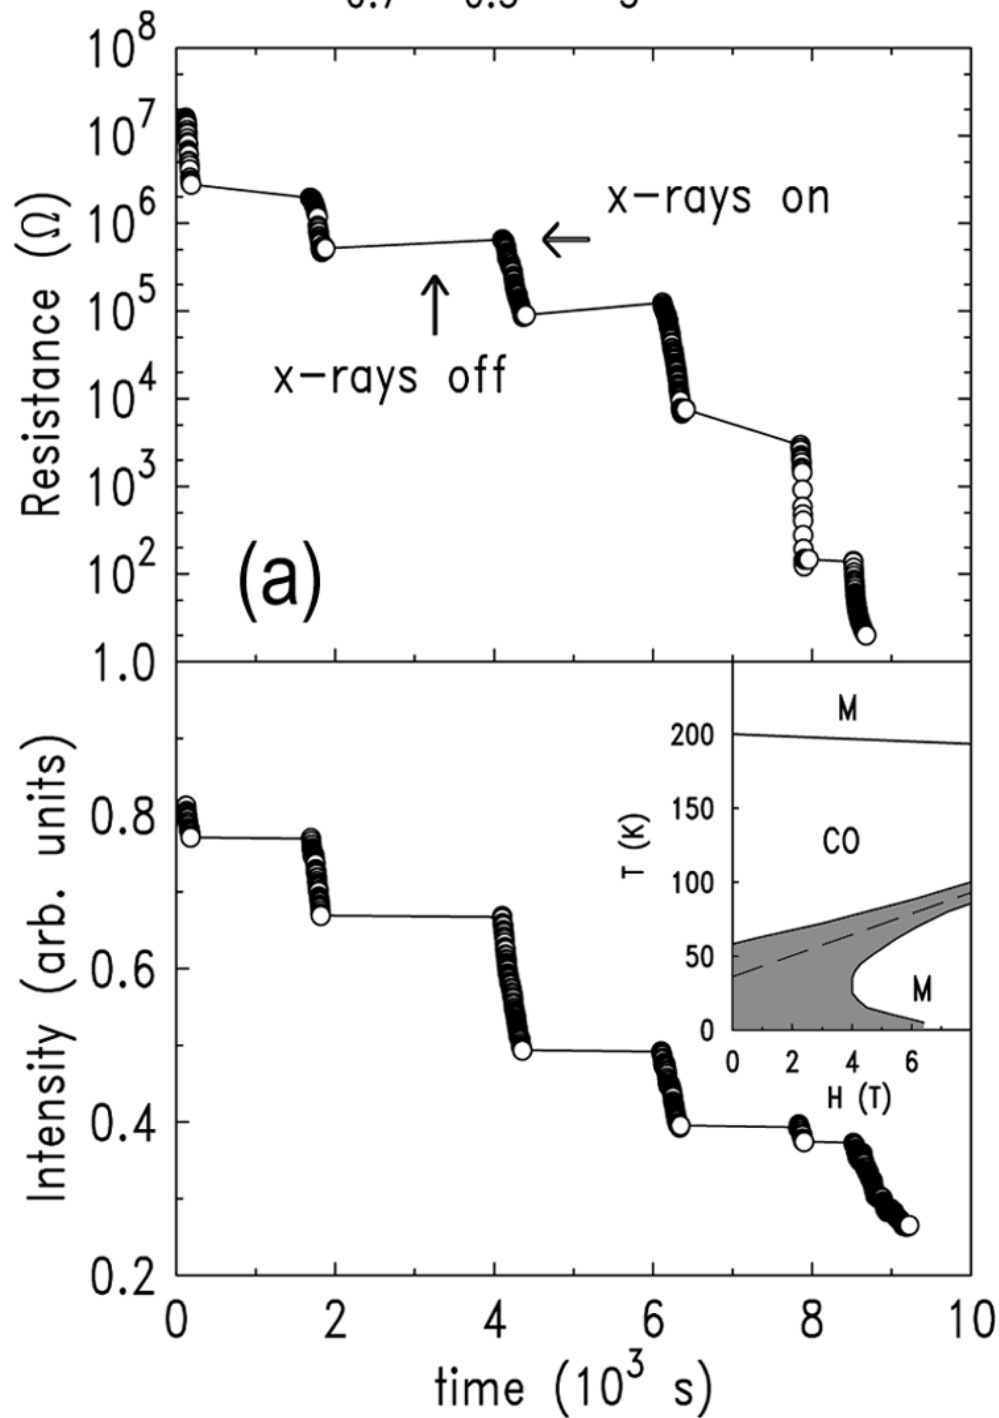 10^8
10^7
10^6
10^5
10^4
10^3
10^2
Resistance (Ω)
x-rays on
x-rays off
(a)
1.0
0.8
0.6
0.4
0.2
Intensity (arb. units)
M
200
150
CO
100
50
M
0
0 2 4 6
T (K)
H (T)
0 2 4 6 8 10
time (10^3 s)